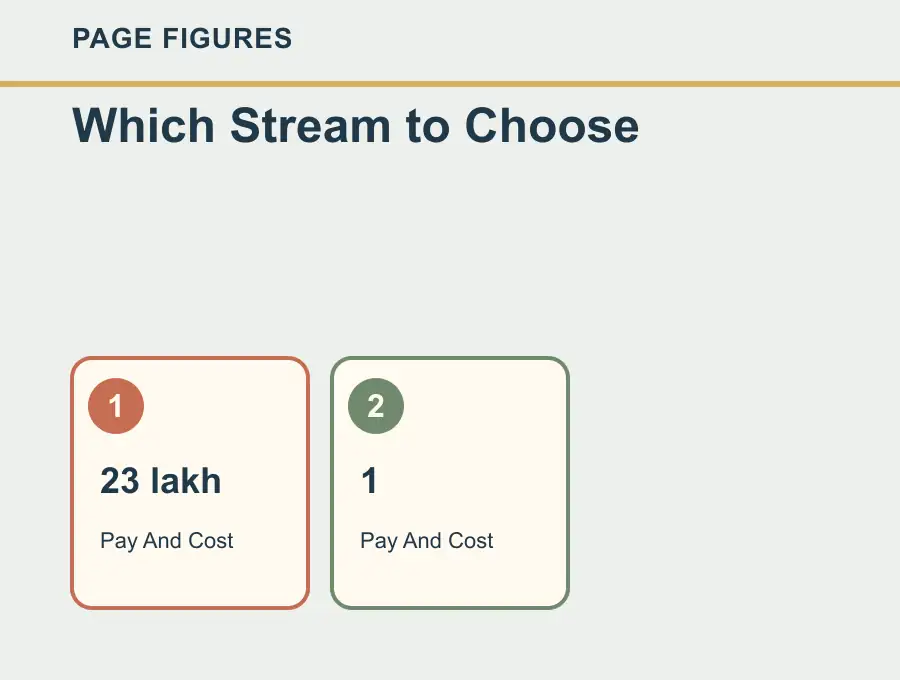 PAGE FIGURES
Which Stream to Choose
1
2
23 lakh
1
Pay And Cost
Pay And Cost